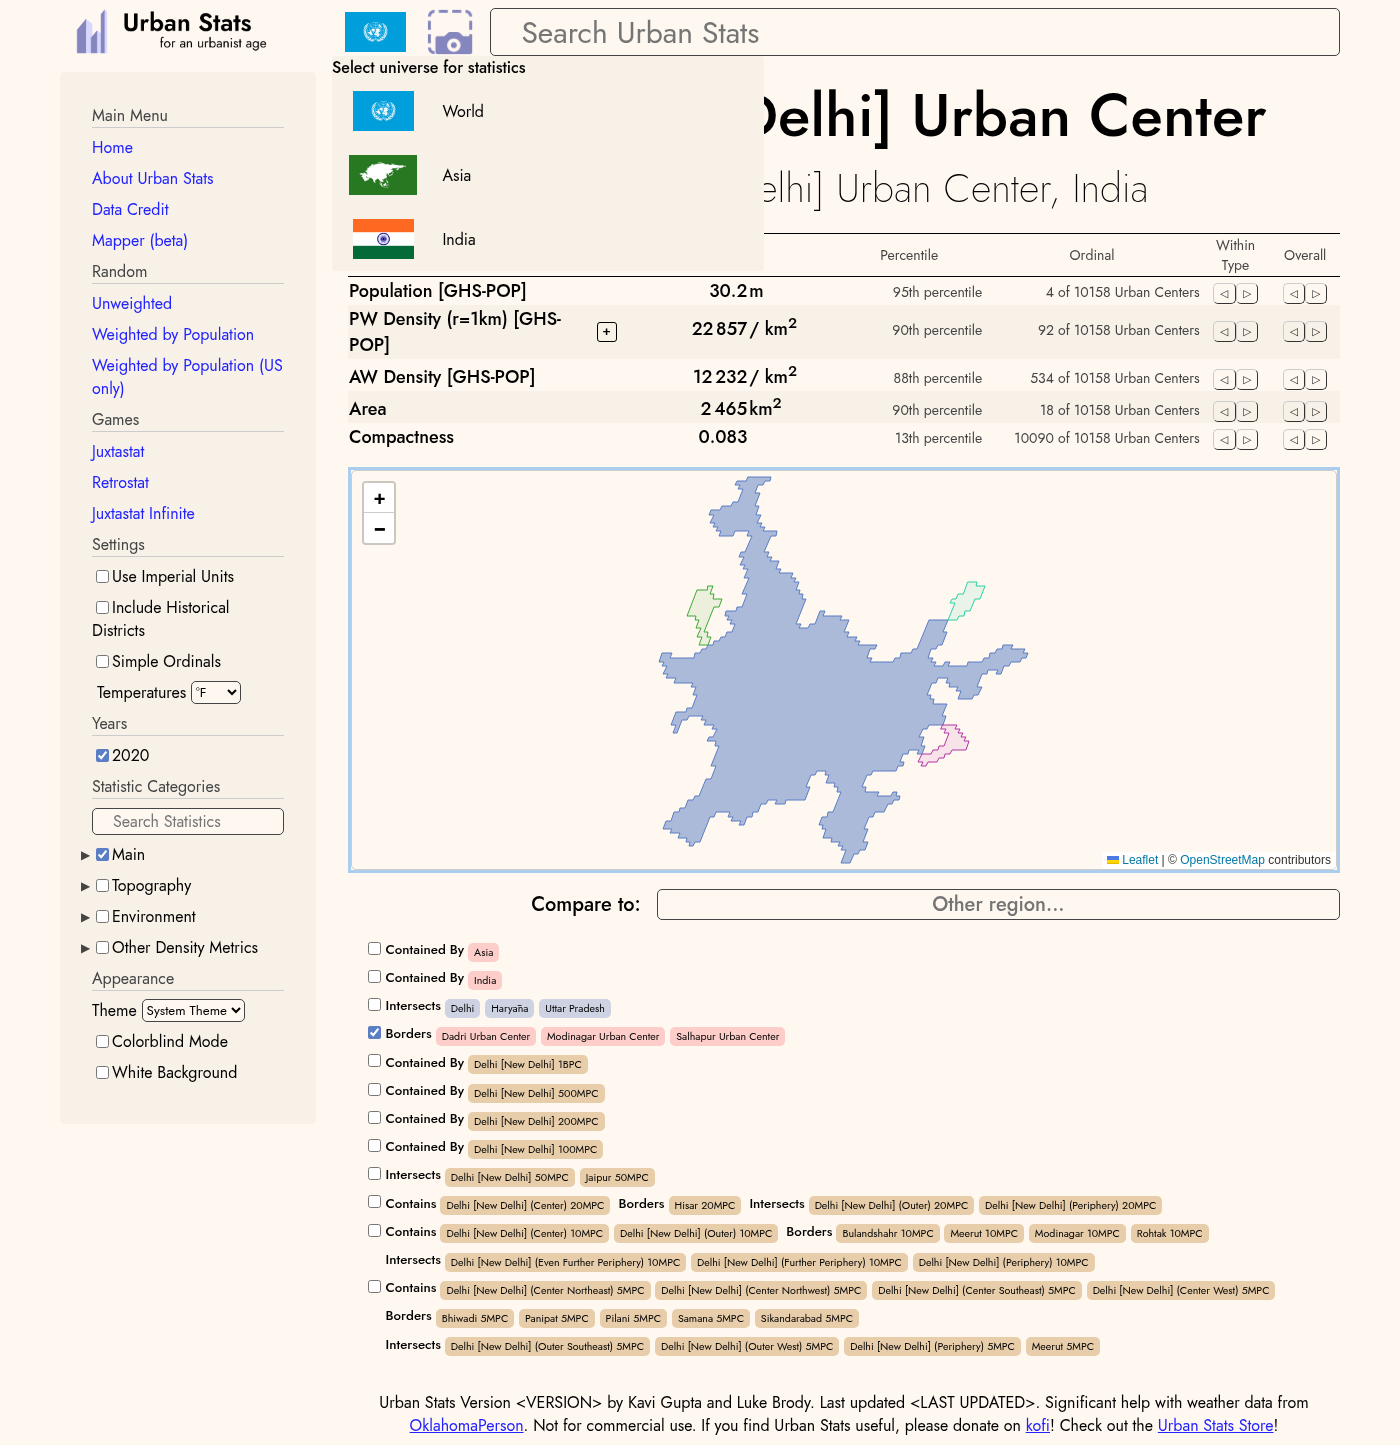 Urban Stats
for an urbanist age
Search Urban Stats
Select universe for statistics
World
Asia
India
Delhi] Urban Center
elhi] Urban Center, India
Main Menu
Home
About Urban Stats
Data Credit
Mapper (beta)
Random
Unweighted
Weighted by Population
Weighted by Population (US
only)
Games
Juxtastat
Retrostat
Juxtastat Infinite
Settings
Use Imperial Units
Include Historical
Districts
Simple Ordinals
Temperatures °F
Years
2020
Statistic Categories
Search Statistics
Main
Topography
Environment
Other Density Metrics
Appearance
Theme System Theme
Colorblind Mode
White Background
Percentile Ordinal Within Type Overall
Population [GHS-POP] 30.2 m 95th percentile 4 of 10158 Urban Centers
PW Density (r=1km) [GHS-
POP] + 22 857 / km² 90th percentile 92 of 10158 Urban Centers
AW Density [GHS-POP] 12 232 / km² 88th percentile 534 of 10158 Urban Centers
Area 2 465 km² 90th percentile 18 of 10158 Urban Centers
Compactness 0.083 13th percentile 10090 of 10158 Urban Centers
+
−
Leaflet | © OpenStreetMap contributors
Compare to: Other region...
Contained By Asia
Contained By India
Intersects Delhi Haryāna Uttar Pradesh
Borders Dadri Urban Center Modinagar Urban Center Salhapur Urban Center
Contained By Delhi [New Delhi] 1BPC
Contained By Delhi [New Delhi] 500MPC
Contained By Delhi [New Delhi] 200MPC
Contained By Delhi [New Delhi] 100MPC
Intersects Delhi [New Delhi] 50MPC Jaipur 50MPC
Contains Delhi [New Delhi] (Center) 20MPC Borders Hisar 20MPC Intersects Delhi [New Delhi] (Outer) 20MPC Delhi [New Delhi] (Periphery) 20MPC
Contains Delhi [New Delhi] (Center) 10MPC Delhi [New Delhi] (Outer) 10MPC Borders Bulandshahr 10MPC Meerut 10MPC Modinagar 10MPC Rohtak 10MPC
Intersects Delhi [New Delhi] (Even Further Periphery) 10MPC Delhi [New Delhi] (Further Periphery) 10MPC Delhi [New Delhi] (Periphery) 10MPC
Contains Delhi [New Delhi] (Center Northeast) 5MPC Delhi [New Delhi] (Center Northwest) 5MPC Delhi [New Delhi] (Center Southeast) 5MPC Delhi [New Delhi] (Center West) 5MPC
Borders Bhiwadi 5MPC Panipat 5MPC Pilani 5MPC Samana 5MPC Sikandarabad 5MPC
Intersects Delhi [New Delhi] (Outer Southeast) 5MPC Delhi [New Delhi] (Outer West) 5MPC Delhi [New Delhi] (Periphery) 5MPC Meerut 5MPC
Urban Stats Version <VERSION> by Kavi Gupta and Luke Brody. Last updated <LAST UPDATED>. Significant help with weather data from
OklahomaPerson. Not for commercial use. If you find Urban Stats useful, please donate on kofi! Check out the Urban Stats Store!